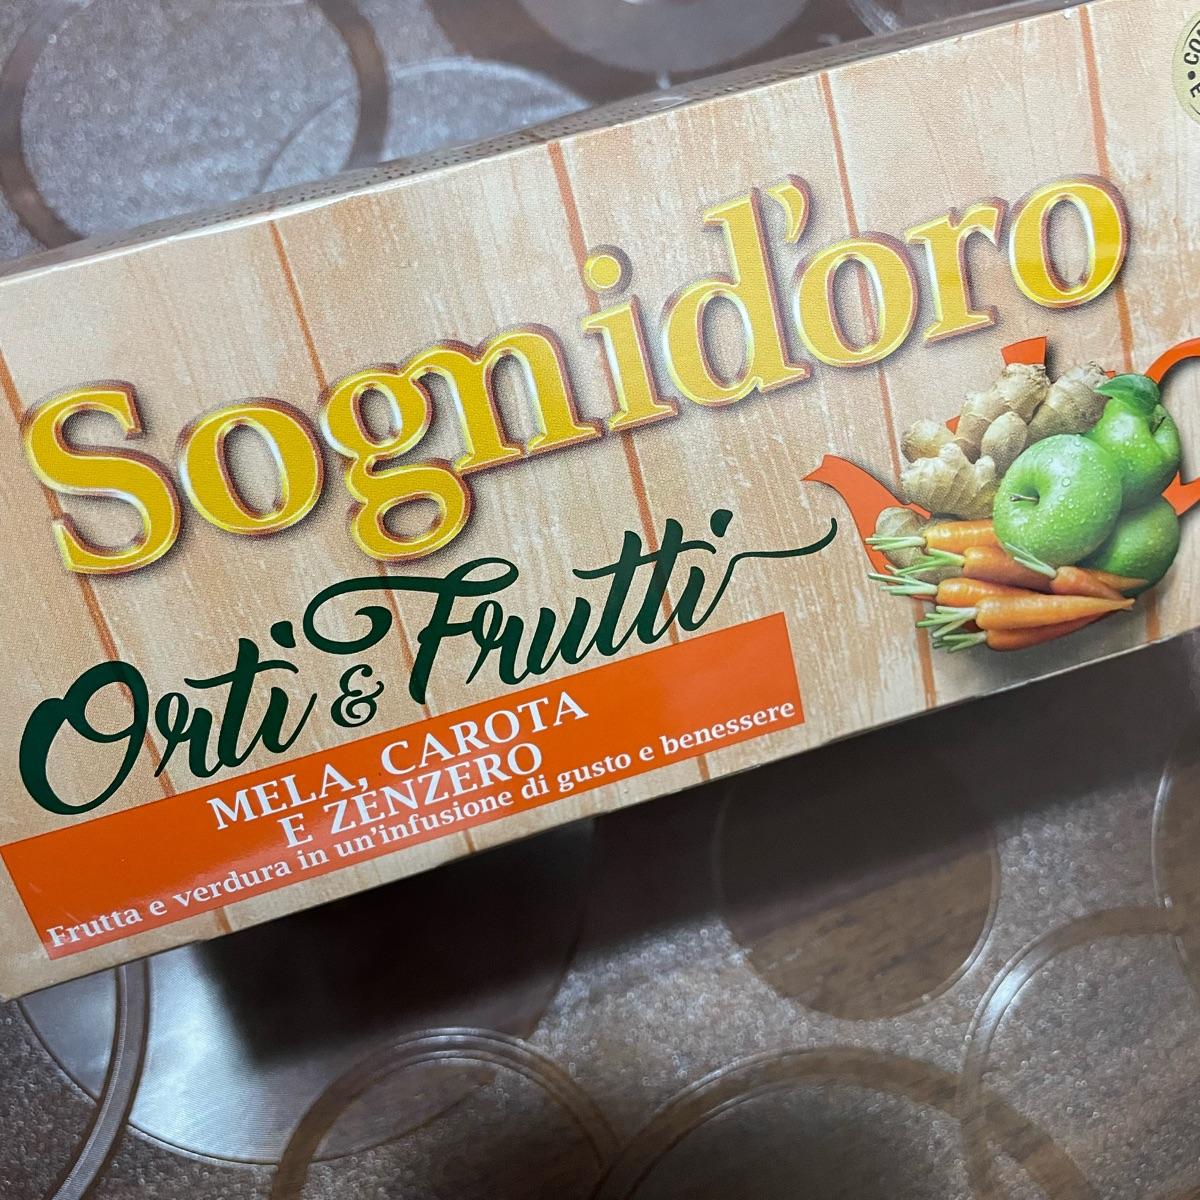 Sognid'oro
Orti & Frutti
MELA, CAROTA
E ZENZERO
Frutta e verdura in un'infusione di gusto e benessere